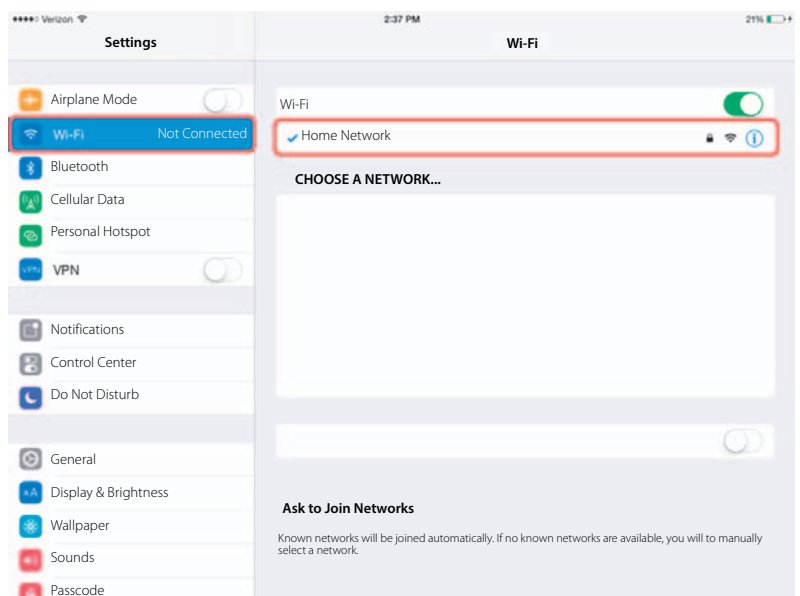 Verizon
2:37 PM
21%
Settings
Wi-Fi
Airplane Mode
Wi-Fi Not Connected
Bluetooth
Cellular Data
Personal Hotspot
VPN VPN
Notifications
Control Center
Do Not Disturb
General
AA Display & Brightness
Wallpaper
Sounds
Passcode
Wi-Fi
Home Network
CHOOSE A NETWORK...
Ask to Join Networks
Known networks will be joined automatically. If no known networks are available, you will to manually
select a network.